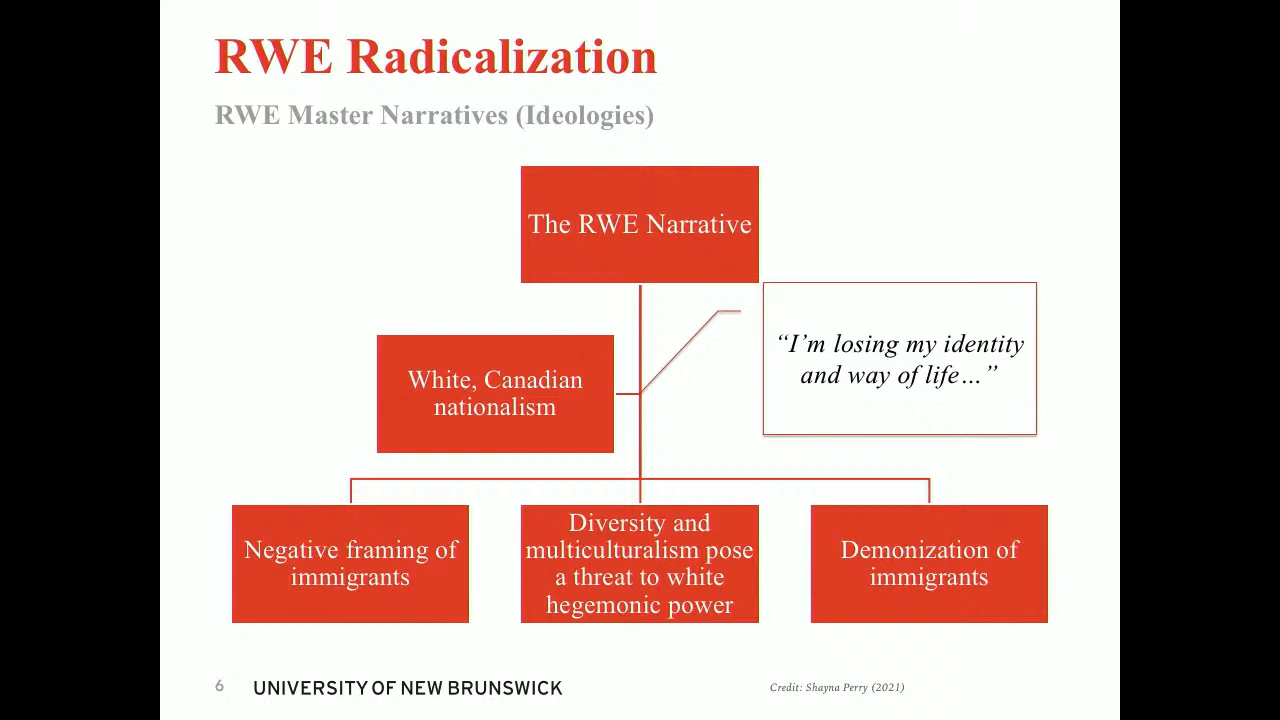 RWE Radicalization
RWE Master Narratives (Ideologies)
The RWE Narrative
“I’m losing my identity
and way of life…”
White, Canadian
nationalism
Negative framing of
immigrants
Diversity and
multiculturalism pose
a threat to white
hegemonic power
Demonization of
immigrants
6
UNIVERSITY OF NEW BRUNSWICK
Credit: Shayna Perry (2021)